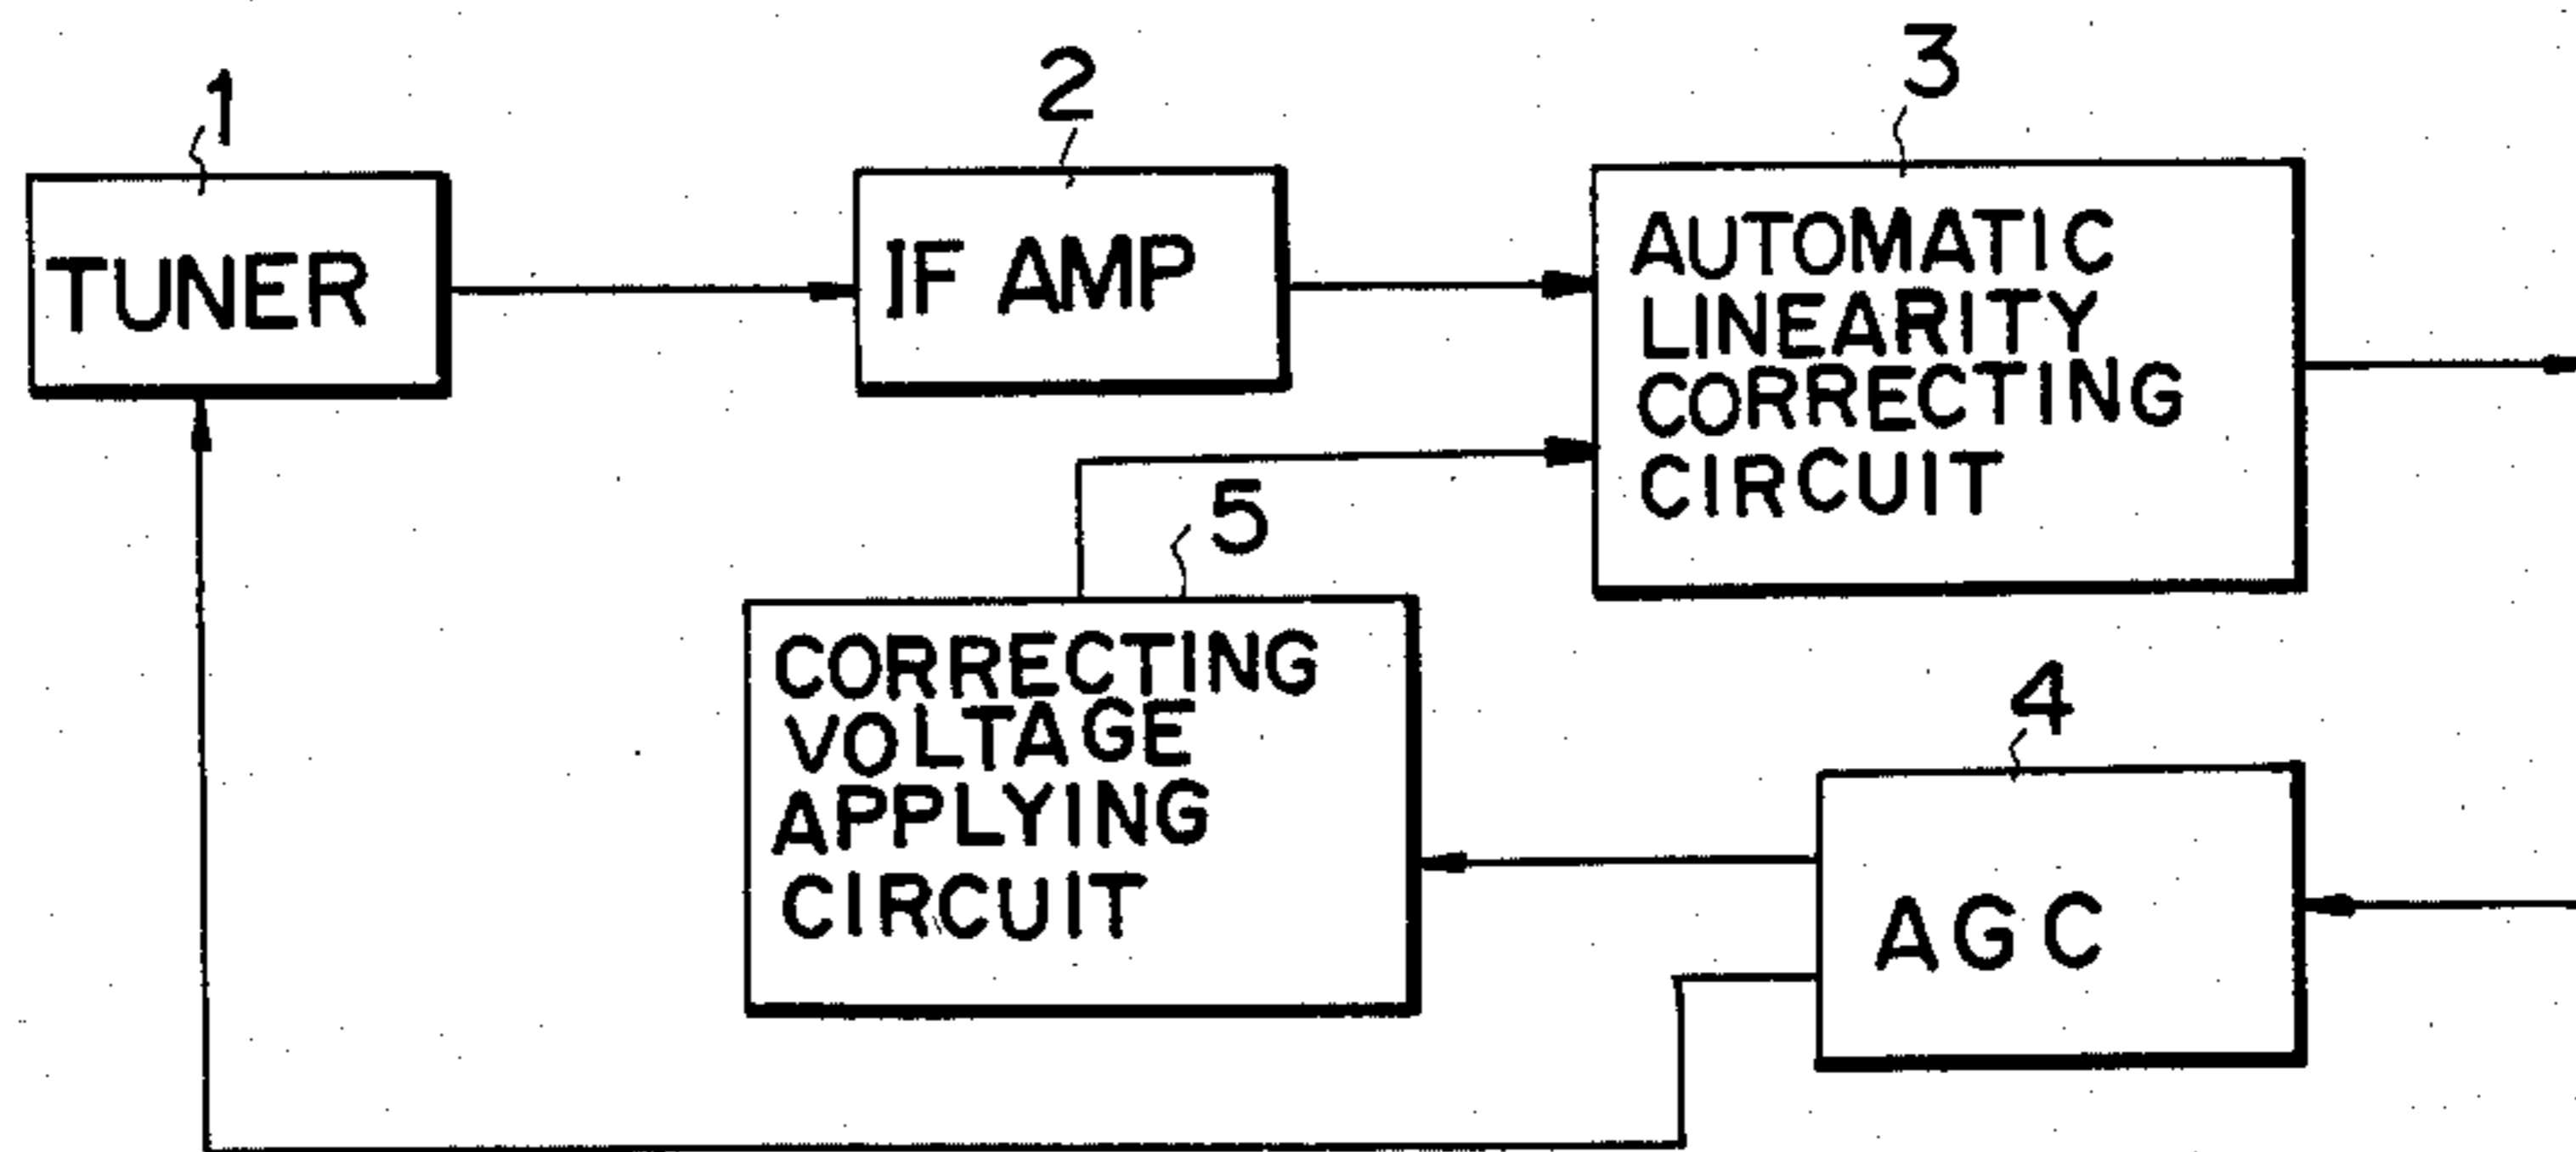 1
TUNER
2
IF AMP
3
AUTOMATIC
LINEARITY
CORRECTING
CIRCUIT
5
CORRECTING
VOLTAGE
APPLYING
CIRCUIT
4
AGC